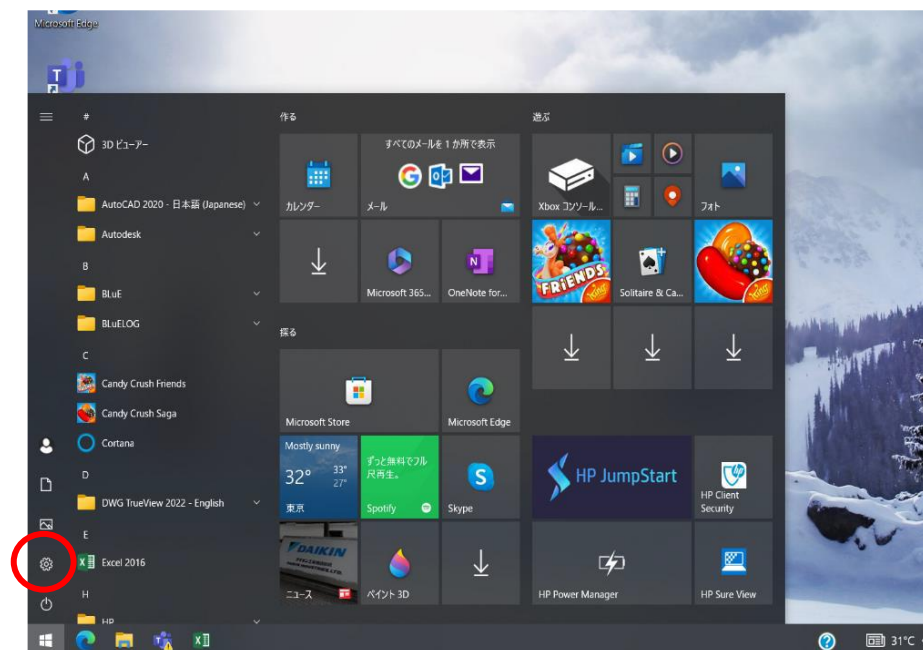 Microsoft Edge
#
3D ビューアー
A
AutoCAD 2020 - 日本語 (Japanese)
Autodesk
B
BLuE
BLuELOG
C
Candy Crush Friends
Candy Crush Saga
Cortana
D
DWG TrueView 2022 - English
E
Excel 2016
H
HP
作る
カレンダー
すべてのメールを 1 か所で表示
メール
Microsoft 365...
OneNote for...
探る
Microsoft Store
Microsoft Edge
Mostly sunny
32° 33°
27°
東京
ずっと無料でフル
尺再生。
Spotify
Skype
DAIKIN
ニュース
ペイント 3D
遊ぶ
Xbox コンソール...
フォト
FRIENDS
King
Solitaire & Ca...
King
HP JumpStart
HP Client
Security
HP Power Manager
HP Sure View
31°C